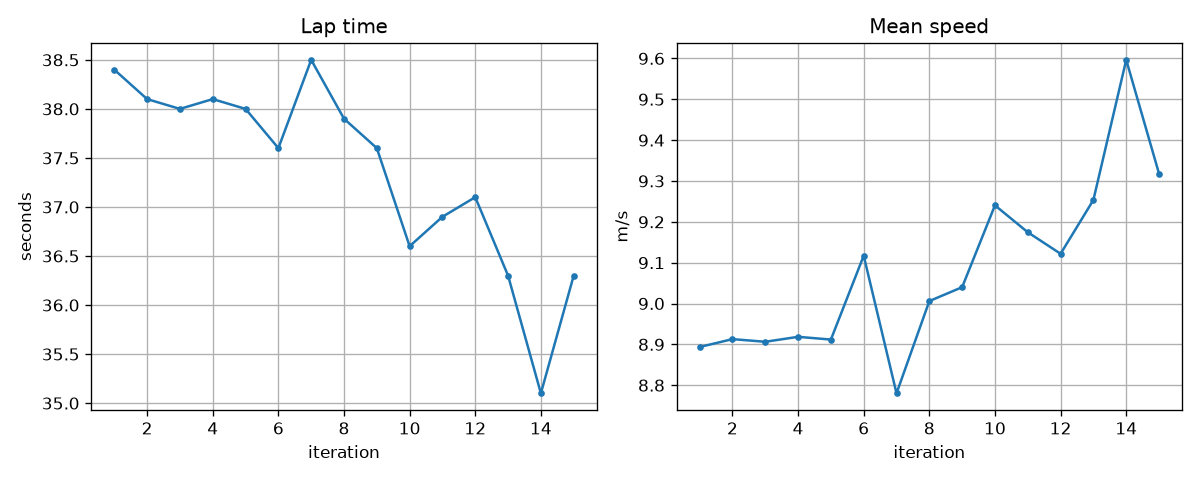 Lap time
38.5
38.0
37.5
37.0
36.5
36.0
35.5
35.0
seconds
2 4 6 8 10 12 14
iteration
Mean speed
9.6
9.5
9.4
9.3
9.2
9.1
9.0
8.9
8.8
m/s
2 4 6 8 10 12 14
iteration